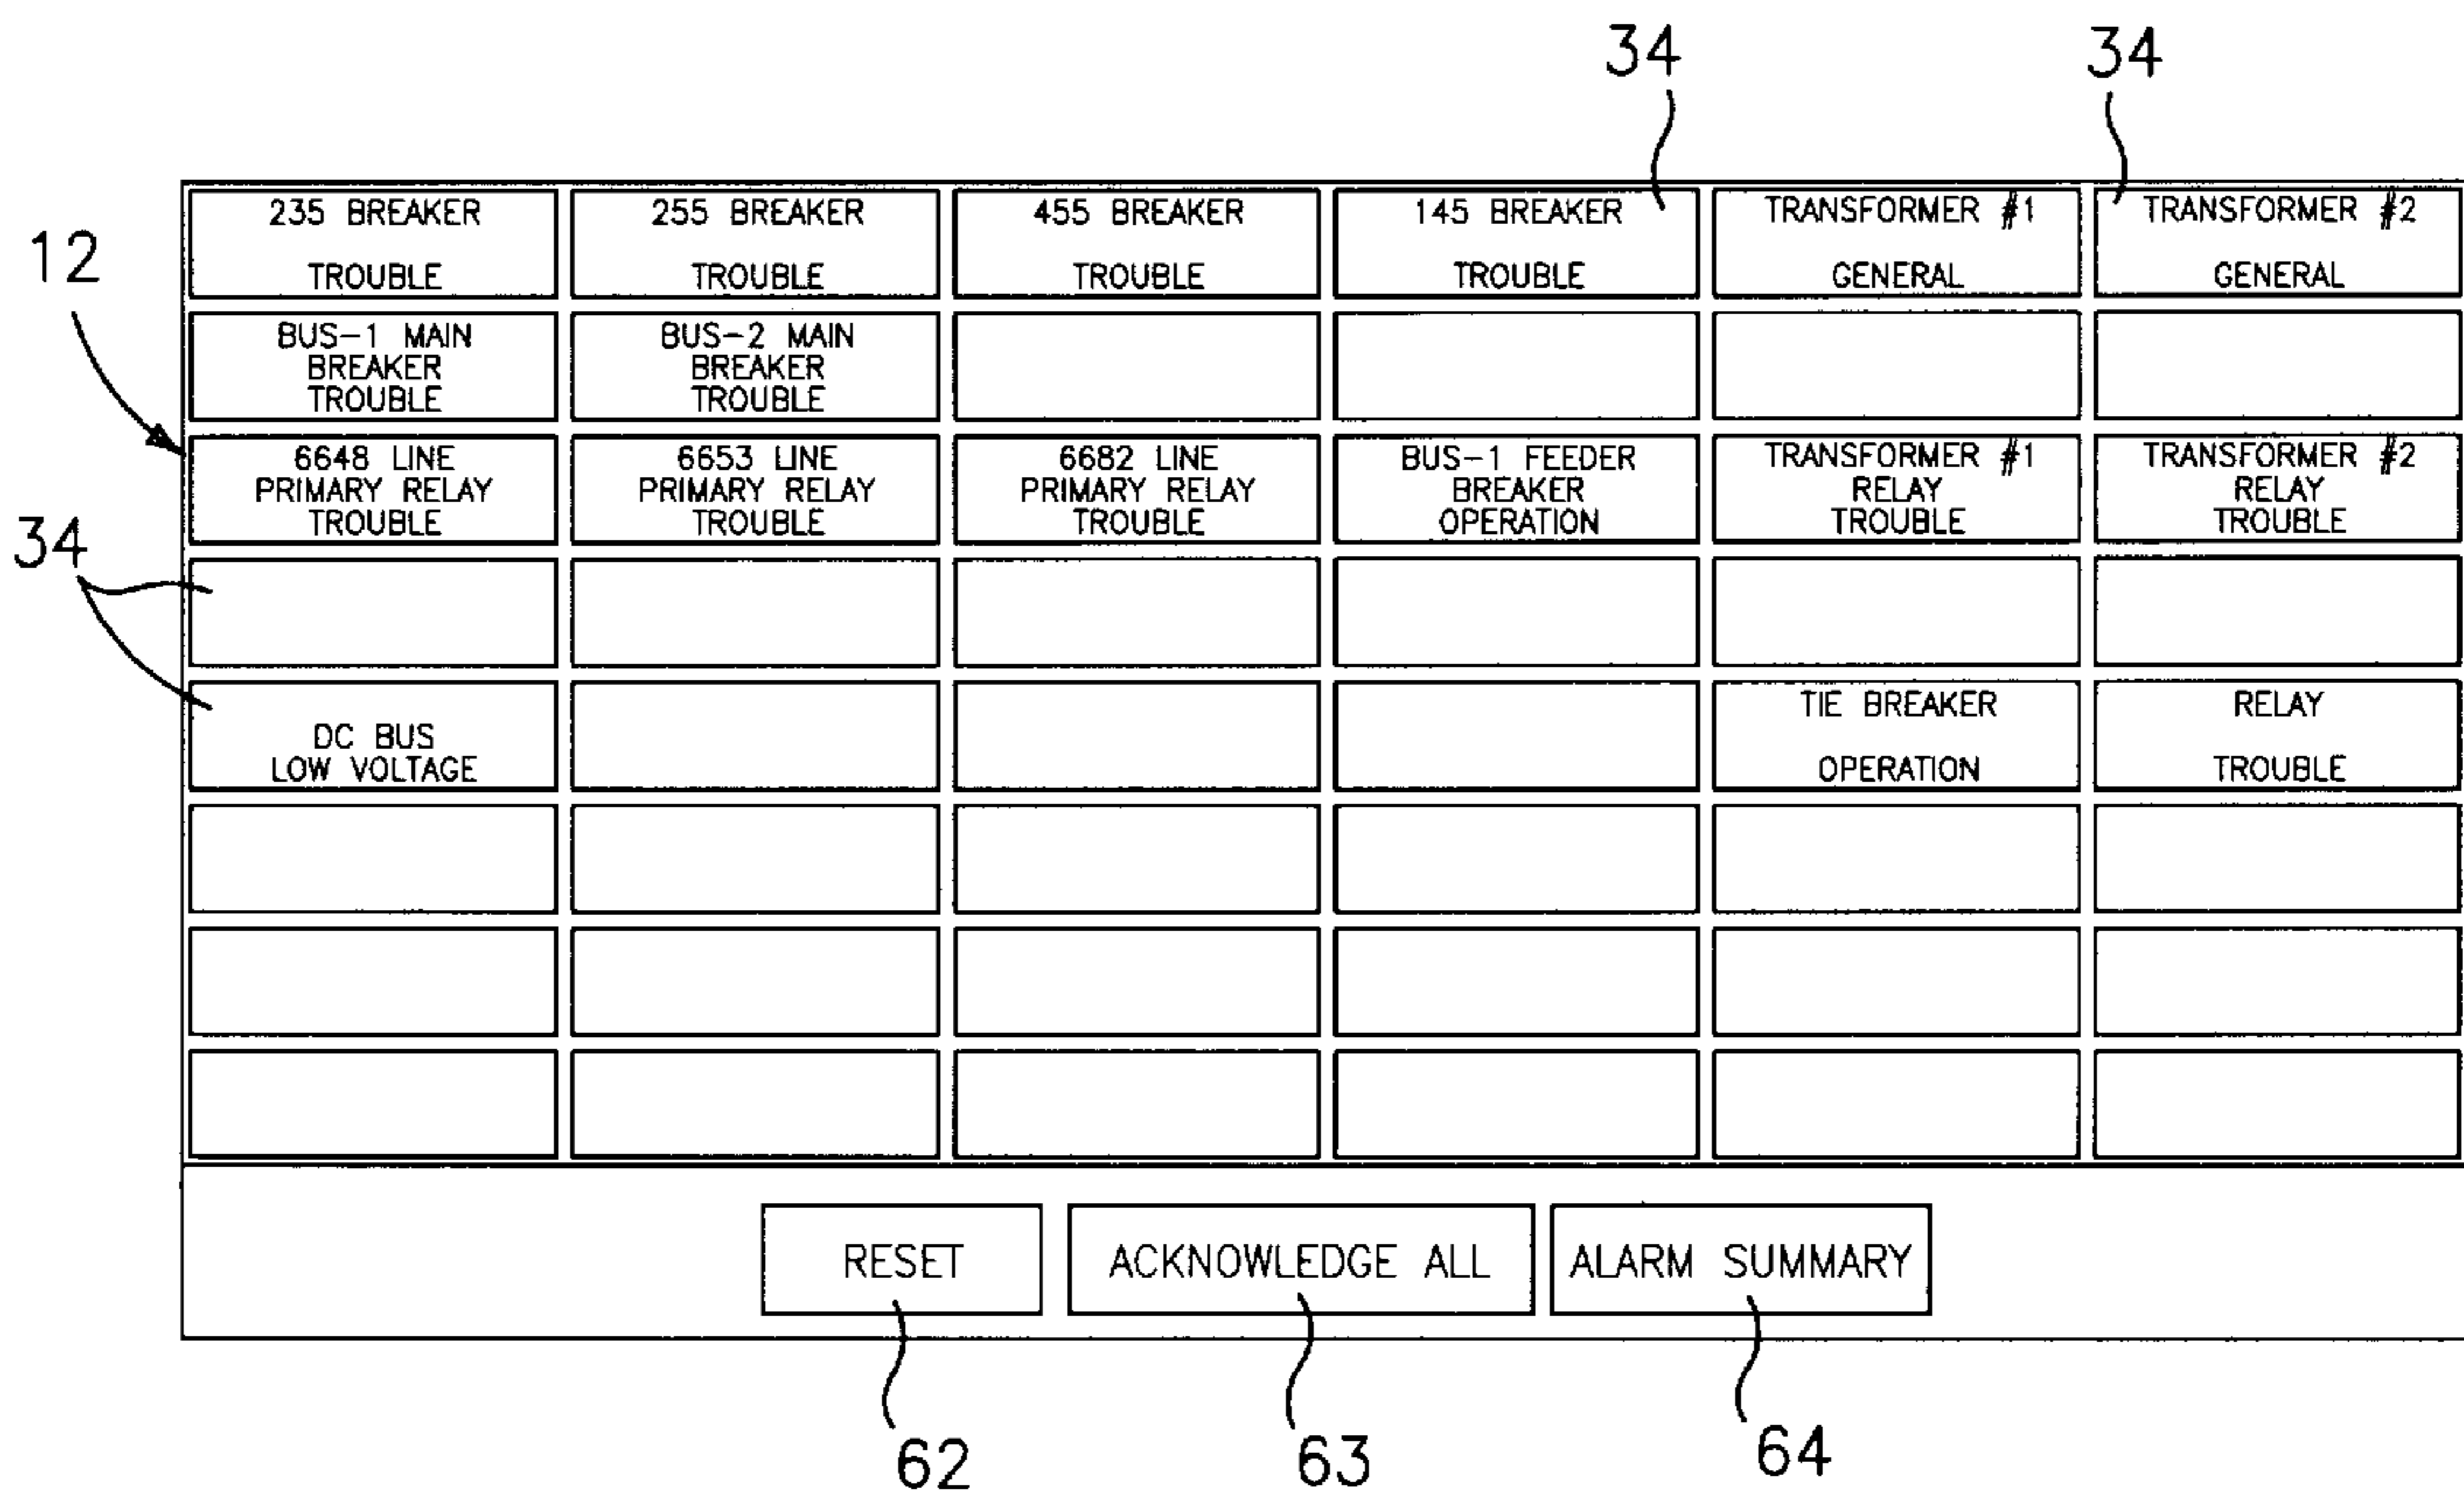 34
34
12
235 BREAKER
TROUBLE
255 BREAKER
TROUBLE
455 BREAKER
TROUBLE
145 BREAKER
TROUBLE
TRANSFORMER #1
GENERAL
TRANSFORMER #2
GENERAL
BUS-1 MAIN
BREAKER
TROUBLE
BUS-2 MAIN
BREAKER
TROUBLE
6648 LINE
PRIMARY RELAY
TROUBLE
6653 LINE
PRIMARY RELAY
TROUBLE
6682 LINE
PRIMARY RELAY
TROUBLE
BUS-1 FEEDER
BREAKER
OPERATION
TRANSFORMER #1
RELAY
TROUBLE
TRANSFORMER #2
RELAY
TROUBLE
34
DC BUS
LOW VOLTAGE
TIE BREAKER
OPERATION
RELAY
TROUBLE
RESET
ACKNOWLEDGE ALL
ALARM SUMMARY
62
63
64